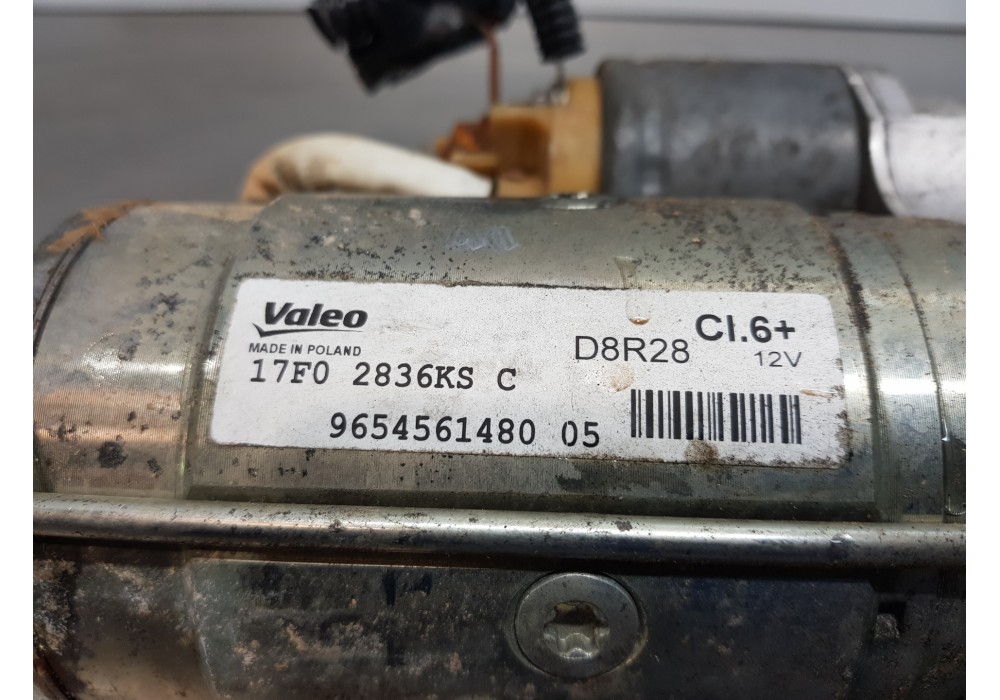 Valeo
MADE IN POLAND
D8R28 Cl.6+
12V
17F0 2836KS C
9654561480 05